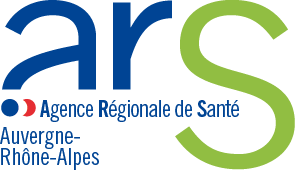 ars
Agence Régionale de Santé
Auvergne-
Rhône-Alpes